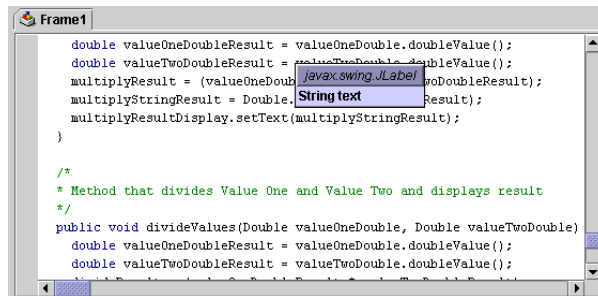 Frame1
double valueOneDoubleResult = valueOneDouble.doubleValue();
double valueTwoDoubleResult = valueTwoDouble.doubleValue();
javax.swing.JLabel
multiplyResult = (valueOneDoub woDoubleResult);
String text
multiplyStringResult = Double. Result);
multiplyResultDisplay.setText(multiplyStringResult);
}
/*
* Method that divides Value One and Value Two and displays result
*/
public void divideValues(Double valueOneDouble, Double valueTwoDouble)
double valueOneDoubleResult = valueOneDouble.doubleValue();
double valueTwoDoubleResult = valueTwoDouble.doubleValue();